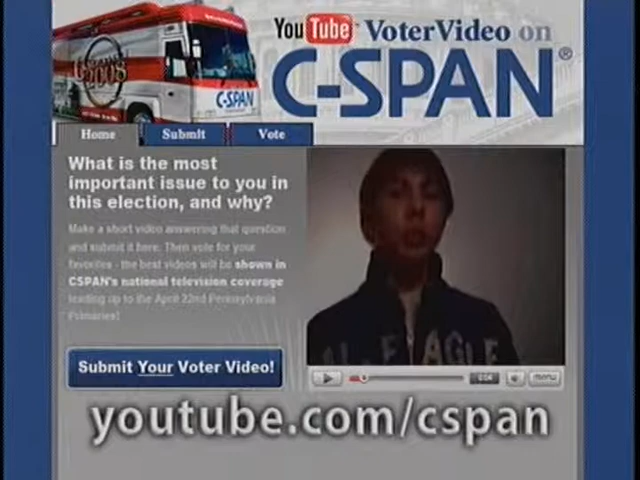 YouTube VoterVideo on
C-SPAN®
2008
C-SPAN
Home Submit Vote
What is the most
important issue to you in
this election, and why?
Make a short video answering that question
and submit it here. Then vote for your
favorites - the best videos will be shown in
CSPAN's national television coverage
leading up to the April 22nd Pennsylvania
Primaries!
EAGLE
Submit Your Voter Video!
menu
youtube.com/cspan